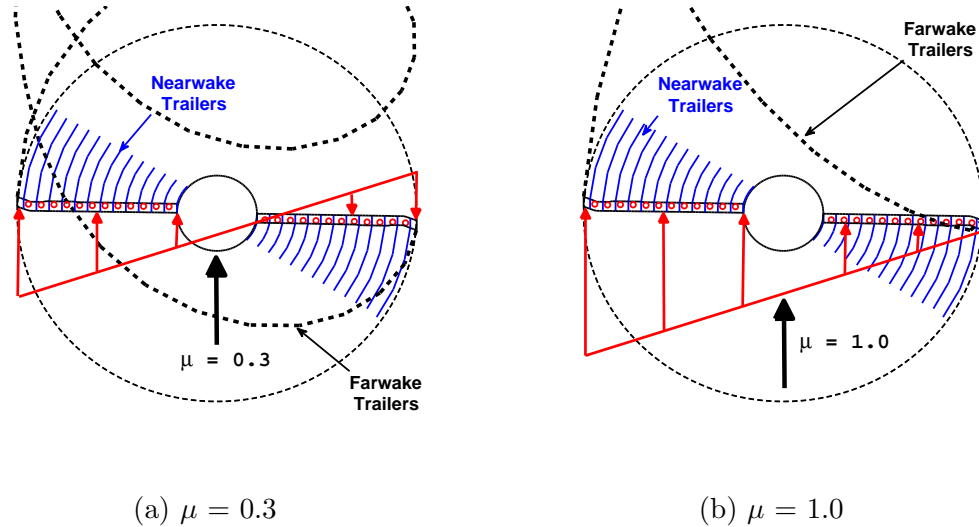 Nearwake
Trailers
μ = 0.3
Farwake
Trailers
Farwake
Trailers
Nearwake
Trailers
μ = 1.0
(a) μ = 0.3
(b) μ = 1.0